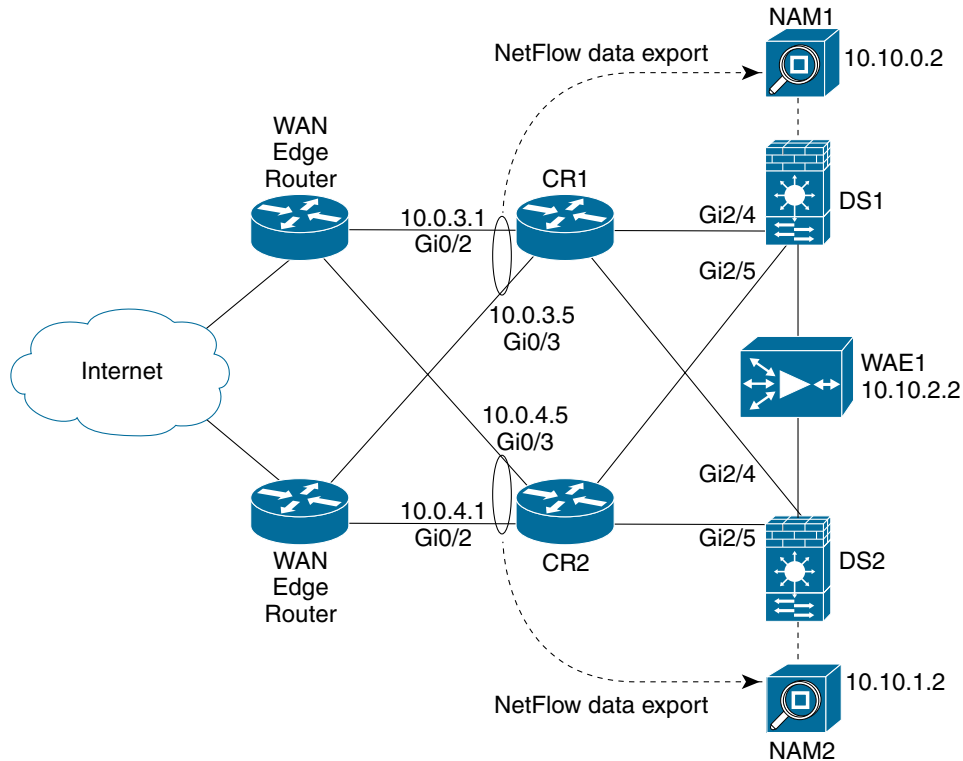 NAM1
NetFlow data export
10.10.0.2
WAN
Edge
Router
CR1
DS1
10.0.3.1
Gi0/2
Gi2/4
Gi2/5
10.0.3.5
Gi0/3
Internet
WAE1
10.10.2.2
10.0.4.5
Gi0/3
Gi2/4
10.0.4.1
Gi0/2
Gi2/5
CR2
DS2
WAN
Edge
Router
10.10.1.2
NetFlow data export
NAM2